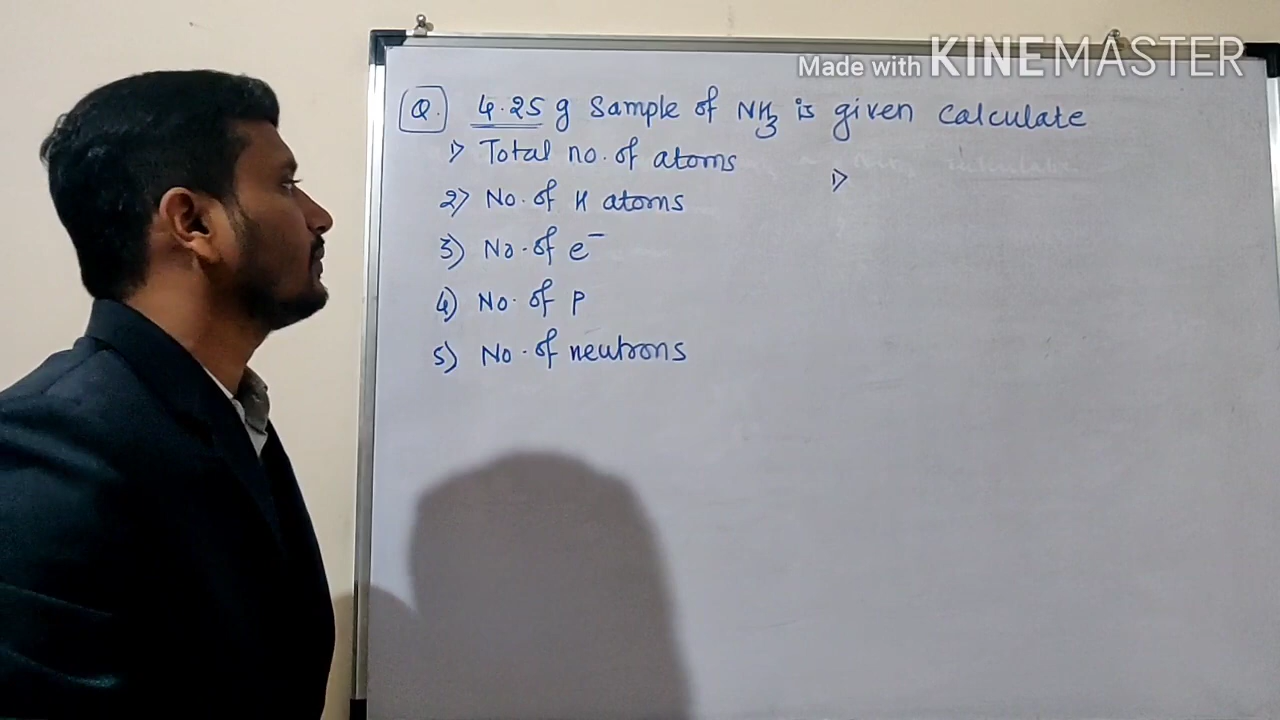 Made with KINEMASTER
Q. 4.25 g Sample of NH3 is given calculate
1> Total no. of atoms
1>
2> No. of H atoms
3) No. of e−
4) No. of P
5) No. of neutrons